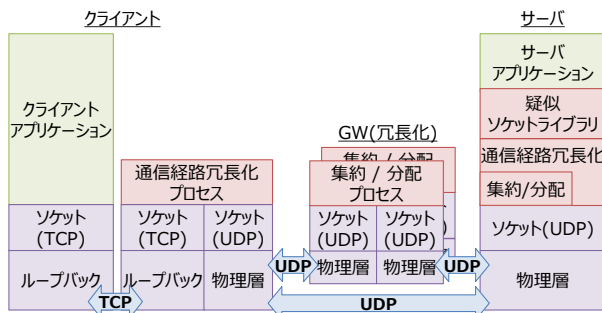 クライアント
サーバ
GW(冗長化)
クライアント
アプリケーション
ソケット
(TCP)
ループバック
通信経路冗長化
プロセス
ソケット
(TCP)
ソケット
(UDP)
ループバック
物理層
集約 / 分配
集約 / 分配
プロセス
ソケット
(UDP)
ソケット
(UDP)
物理層
物理層
サーバ
アプリケーション
疑似
ソケットライブラリ
通信経路冗長化
集約/分配
ソケット(UDP)
物理層
TCP
UDP
UDP
UDP